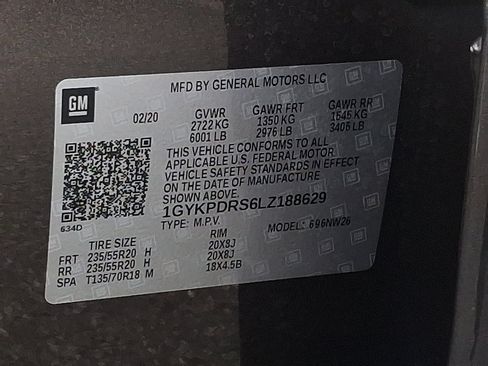 GM
MFD BY GENERAL MOTORS LLC
02/20 GVWR GAWR FRT GAWR RR
2722 KG 1350 KG 1545 KG
6001 LB 2976 LB 3406 LB
THIS VEHICLE CONFORMS TO ALL
APPLICABLE U.S. FEDERAL MOTOR
VEHICLE SAFETY STANDARDS IN EFFECT
ON THE DATE OF MANUFACTURE
SHOWN ABOVE.
1GYKPDRS6LZ188629
634D TYPE: M.P.V. MODEL: 696NW26
TIRE SIZE RIM
FRT 235/55R20 H 20X8J
RR 235/55R20 H 20X8J
SPA T135/70R18 M 18X4.5B